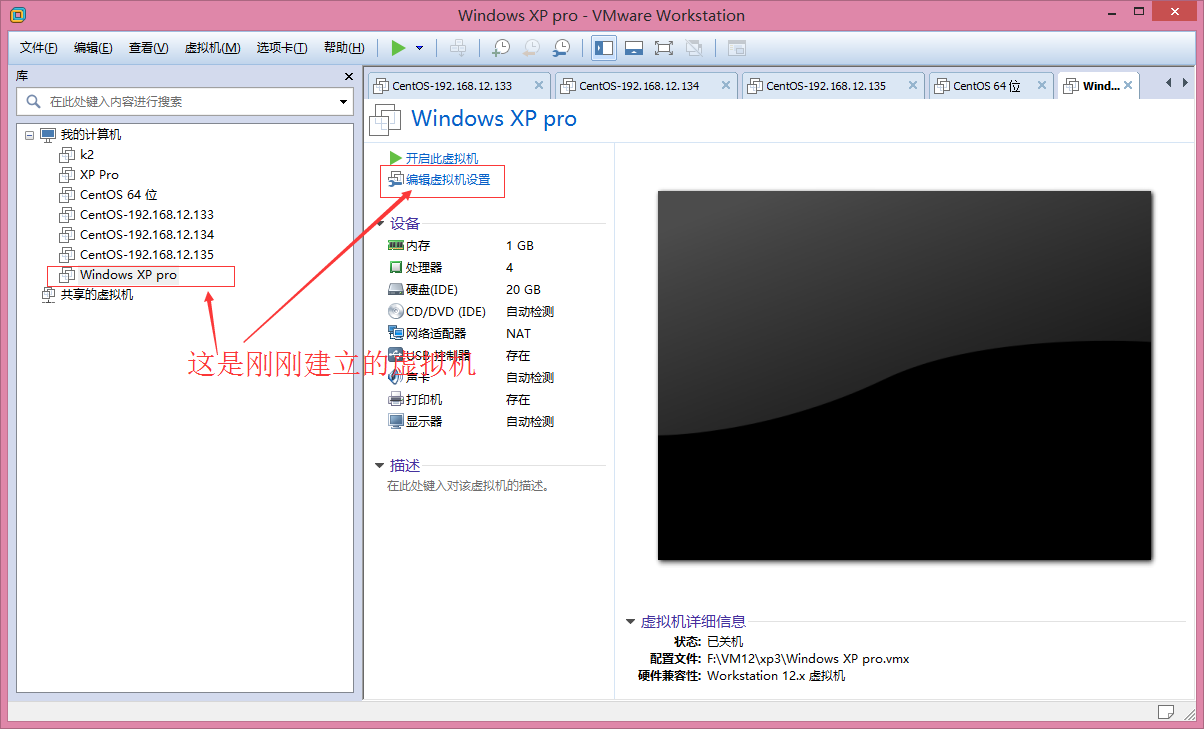 Windows XP pro - VMware Workstation
文件(F) 编辑(E) 查看(V) 虚拟机(M) 选项卡(T) 帮助(H)
库
在此处键入内容进行搜索
我的计算机
k2
XP Pro
CentOS 64 位
CentOS-192.168.12.133
CentOS-192.168.12.134
CentOS-192.168.12.135
Windows XP pro
共享的虚拟机
CentOS-192.168.12.133 CentOS-192.168.12.134 CentOS-192.168.12.135 CentOS 64 位 Wind...
Windows XP pro
开启此虚拟机
编辑虚拟机设置
设备
内存 1 GB
处理器 4
硬盘(IDE) 20 GB
CD/DVD (IDE) 自动检测
网络适配器 NAT
USB 控制器 存在
声卡 自动检测
打印机 存在
显示器 自动检测
这是刚刚建立的虚拟机
描述
在此处键入对该虚拟机的描述。
虚拟机详细信息
状态: 已关机
配置文件: F:\VM12\xp3\Windows XP pro.vmx
硬件兼容性: Workstation 12.x 虚拟机